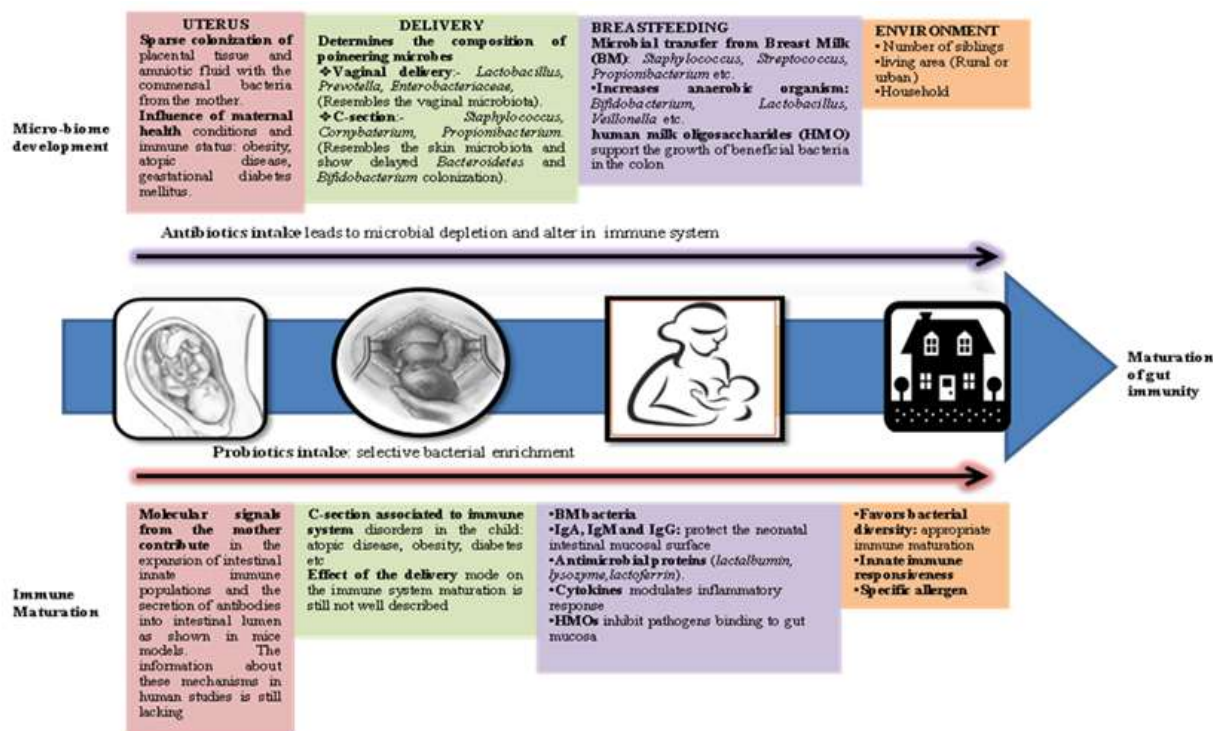 UTERUS
Sparse colonization of
placental tissue and
amniotic fluid with the
commensal bacteria
from the mother.
Influence of maternal
health conditions and
immune status: obesity,
atopic disease,
geastational diabetes
mellitus.
DELIVERY
Determines the composition of
poineering microbes
❖Vaginal delivery:- Lactobacillus,
Prevotella, Enterobacteriaceae,
(Resembles the vaginal microbiota).
❖C-section:- Staphylococcus,
Cornybaterium, Propionibacterium.
(Resembles the skin microbiota and
show delayed Bacteroidetes and
Bifidobacterium colonization).
BREASTFEEDING
Microbial transfer from Breast Milk
(BM): Staphylococcus, Streptococcus,
Propiombacterium etc.
•Increases anaerobic organism:
Bifidobacterium, Lactobacillus,
Veillonella etc.
human milk oligosaccharides (HMO)
support the growth of beneficial bacteria
in the colon
ENVIRONMENT
• Number of siblings
•living area (Rural or
urban)
•Household
Micro-biome
development
Antibiotics intake leads to microbial depletion and alter in immune system
Maturation
of gut
immunity
Probiotics intake: selective bacterial enrichment
Immune
Maturation
Molecular signals
from the mother
contribute in the
expansion of intestinal
innate immune
populations and the
secretion of antibodies
into intestinal lumen
as shown in mice
models. The
information about
these mechanisms in
human studies is still
lacking
C-section associated to immune
system disorders in the child:
atopic disease, obesity, diabetes
etc
Effect of the delivery mode on
the immune system maturation is
still not well described
•BM bacteria
•IgA, IgM and IgG: protect the neonatal
intestinal mucosal surface
•Antimicrobial proteins (lactalbumin,
lysozyme,lactoferrin).
•Cytokines modulates inflammatory
response
•HMOs inhibit pathogens binding to gut
mucosa
•Favors bacterial
diversity: appropriate
immune maturation
•Innate immune
responsiveness
•Specific allergen